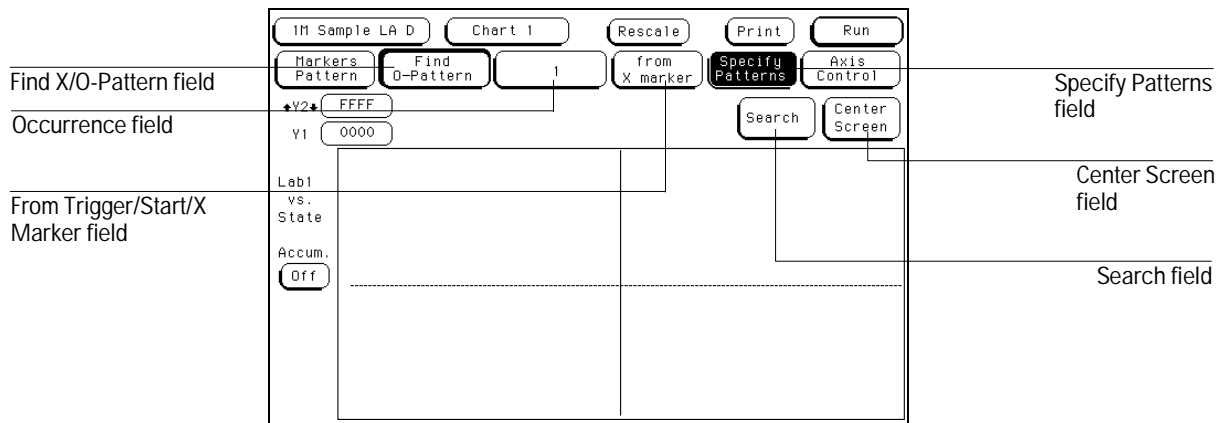 1M Sample LA D Chart 1 Rescale Print Run
Markers Pattern
Find O-Pattern
1
from X marker
Specify Patterns
Axis Control
Find X/O-Pattern field
Specify Patterns
field
Y2 FFFF
Occurrence field
Search
Center Screen
Y1 0000
Lab1
vs.
State
From Trigger/Start/X
Marker field
Center Screen
field
Accum.
Off
Search field